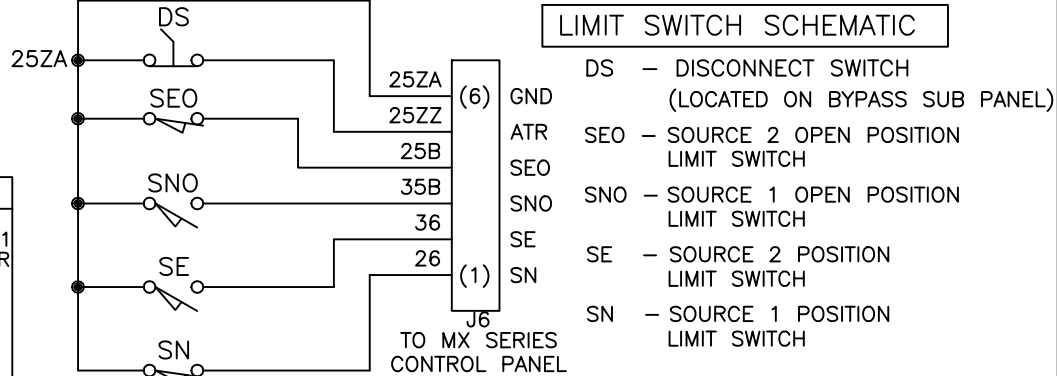 DS
LIMIT SWITCH SCHEMATIC
25ZA
DS – DISCONNECT SWITCH
(LOCATED ON BYPASS SUB PANEL)
25ZA
(6) GND
SEO
25ZZ
ATR
SEO – SOURCE 2 OPEN POSITION
LIMIT SWITCH
25B
SEO
SNO
35B
SNO
SNO – SOURCE 1 OPEN POSITION
LIMIT SWITCH
1
R
36
SE
SE – SOURCE 2 POSITION
LIMIT SWITCH
SE
26
(1) SN
SN – SOURCE 1 POSITION
LIMIT SWITCH
J6
TO MX SERIES
CONTROL PANEL
SN